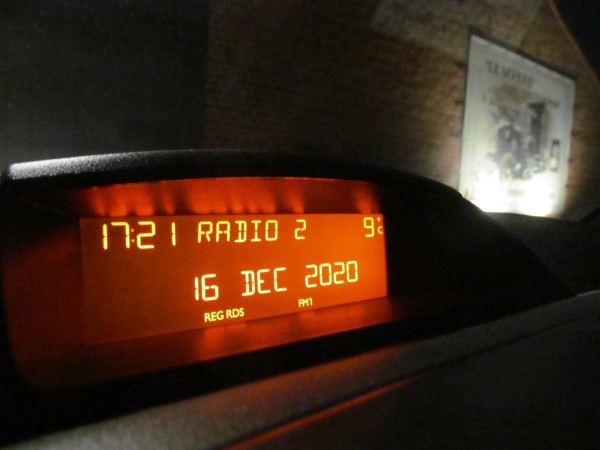 17:21 RADIO 2 9°C
16 DEC 2020
REG RDS FM1